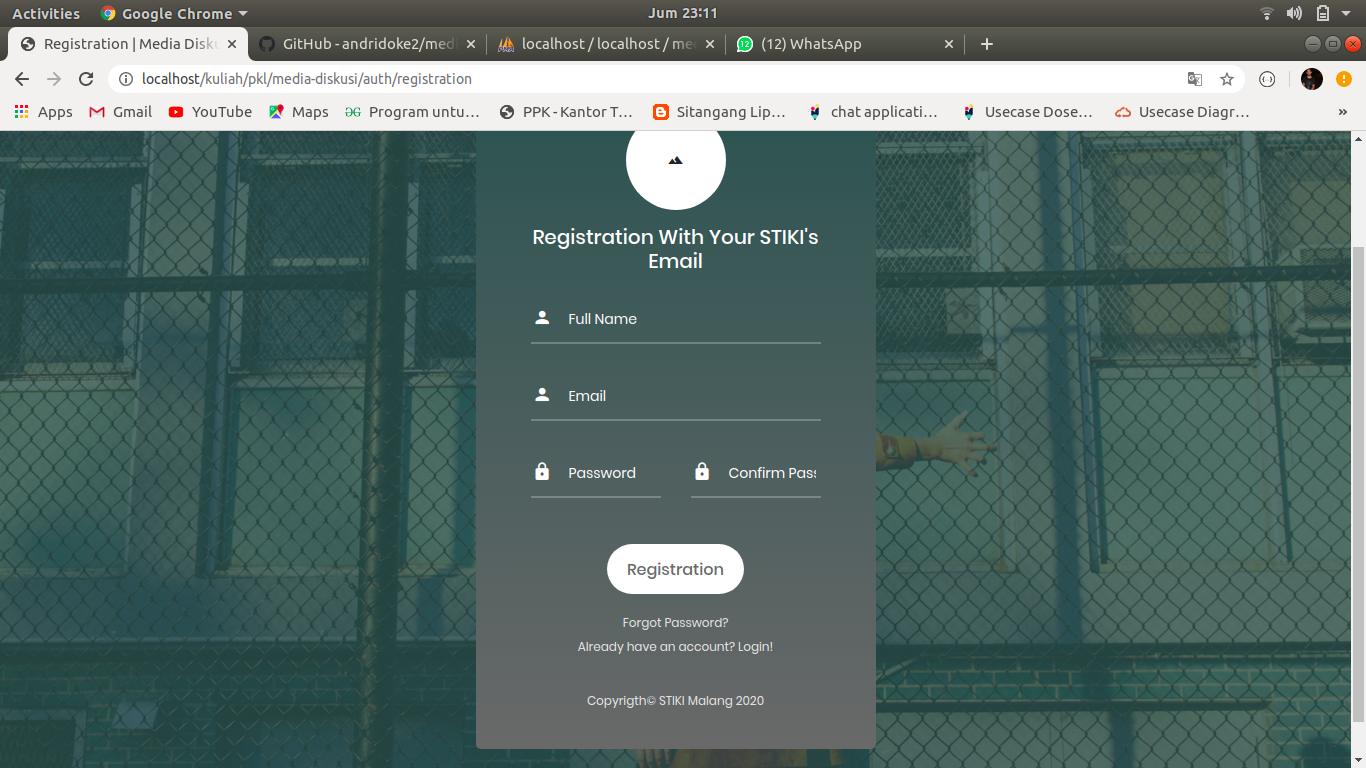 Activities Google Chrome Jum 23:11
Registration | Media Disku GitHub - andridoke2/medi localhost / localhost / me (12) WhatsApp
localhost/kuliah/pkl/media-diskusi/auth/registration
Apps Gmail YouTube Maps Program untu... PPK - Kantor T... Sitangang Lip... chat applicati... Usecase Dose... Usecase Diagr... »
Registration With Your STIKI's
Email
Full Name
Email
Password Confirm Pass
Registration
Forgot Password?
Already have an account? Login!
Copyrigth© STIKI Malang 2020